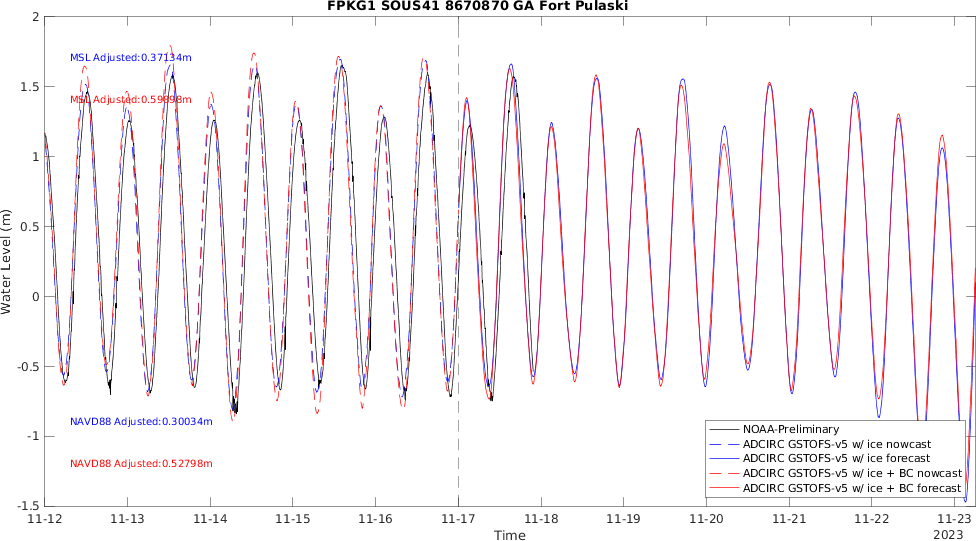 FPKG1 SOUS41 8670870 GA Fort Pulaski
2
1.5
1
0.5
0
-0.5
-1
-1.5
Water Level (m)
MSL Adjusted:0.37134m
MSL Adjusted:0.59898m
NAVD88 Adjusted:0.30034m
NAVD88 Adjusted:0.52798m
NOAA-Preliminary
ADCIRC GSTOFS-v5 w/ ice nowcast
ADCIRC GSTOFS-v5 w/ ice forecast
ADCIRC GSTOFS-v5 w/ ice + BC nowcast
ADCIRC GSTOFS-v5 w/ ice + BC forecast
11-12 11-13 11-14 11-15 11-16 11-17 11-18 11-19 11-20 11-21 11-22 11-23
Time
2023